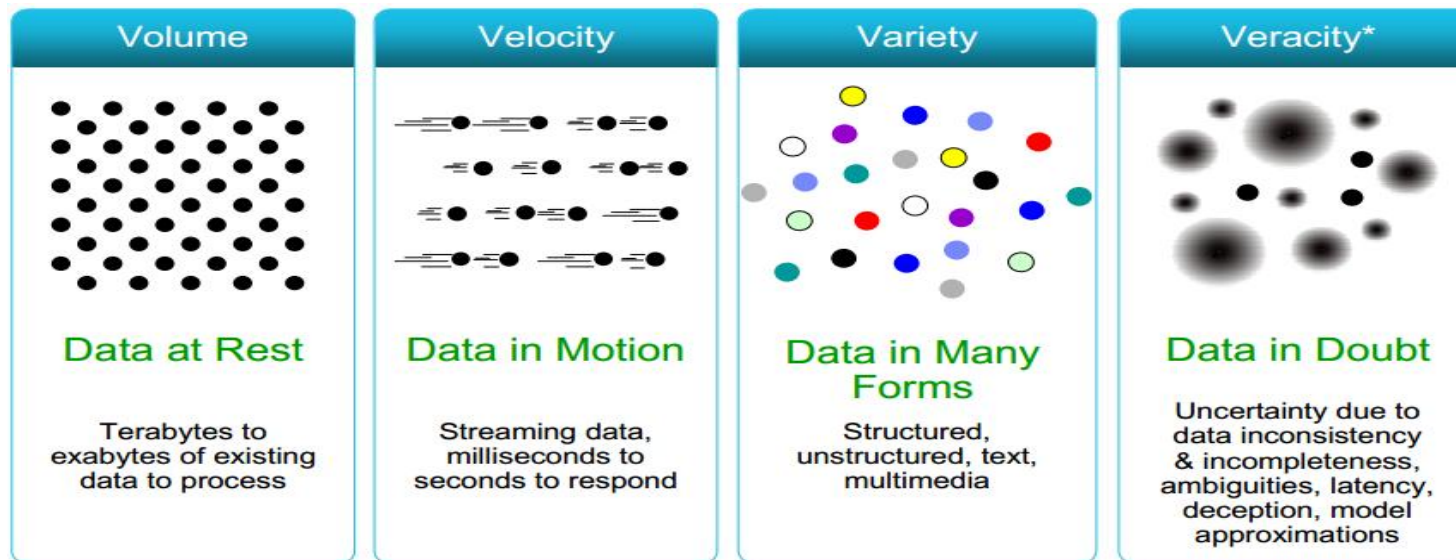 Volume
Data at Rest
Terabytes to
exabytes of existing
data to process
Velocity
Data in Motion
Streaming data,
milliseconds to
seconds to respond
Variety
Data in Many
Forms
Structured,
unstructured, text,
multimedia
Veracity*
Data in Doubt
Uncertainty due to
data inconsistency
& incompleteness,
ambiguities, latency,
deception, model
approximations